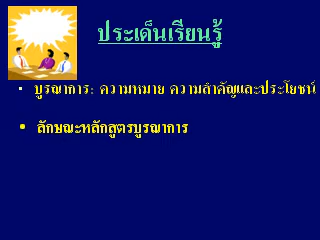 ประเด็นเรียนรู้
• บูรณาการ: ความหมาย ความสำคัญและประโยชน์
• ลักษณะหลักสูตรบูรณาการ